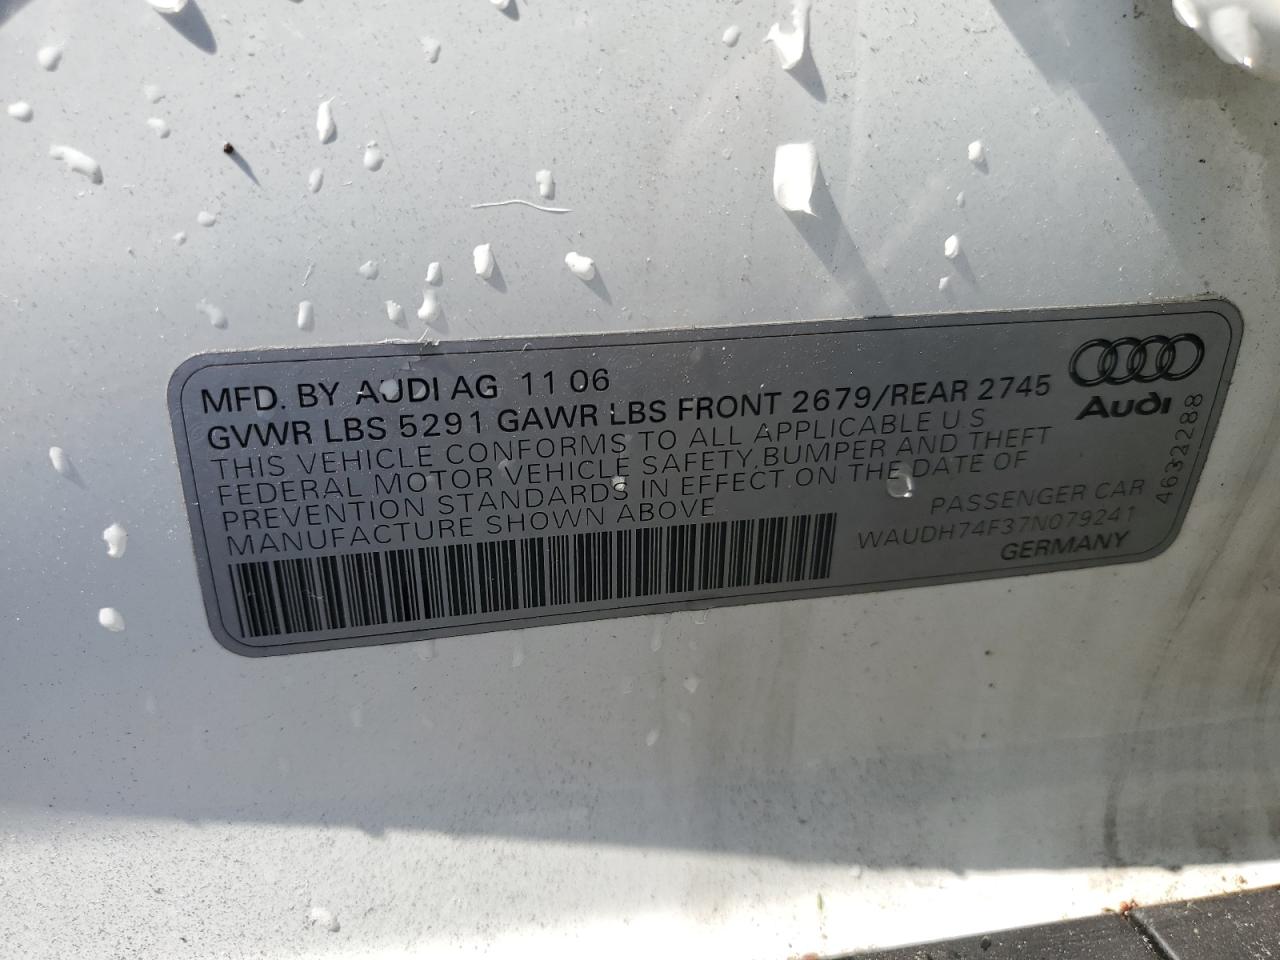 MFD. BY AUDI AG 11 06
GVWR LBS 5291 GAWR LBS FRONT 2679/REAR 2745
THIS VEHICLE CONFORMS TO ALL APPLICABLE U S
FEDERAL MOTOR VEHICLE SAFETY, BUMPER AND THEFT
PREVENTION STANDARDS IN EFFECT ON THE DATE OF
MANUFACTURE SHOWN ABOVE
Audi
PASSENGER CAR
WAUDH74F37N079241
GERMANY
4632288